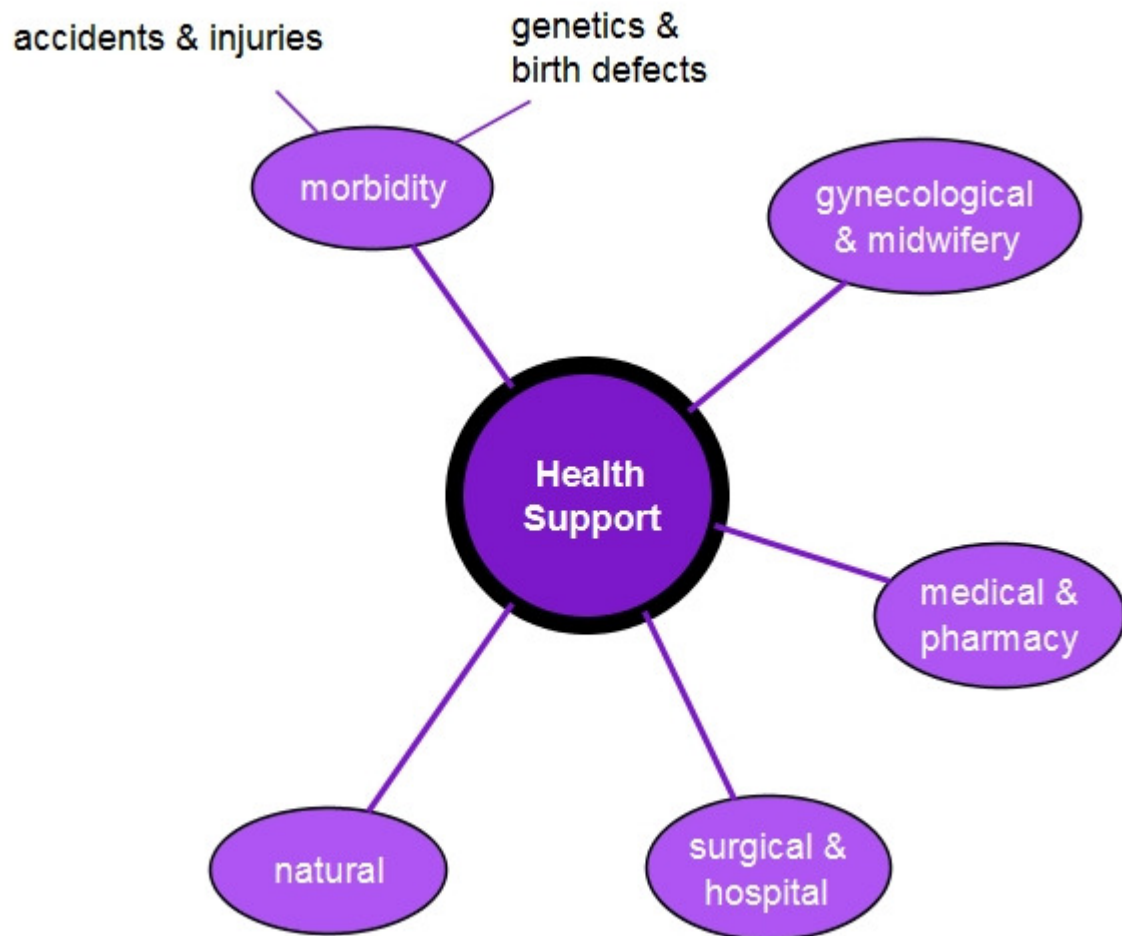 accidents & injuries
genetics &
birth defects
morbidity
gynecological
& midwifery
Health
Support
medical &
pharmacy
surgical &
hospital
natural